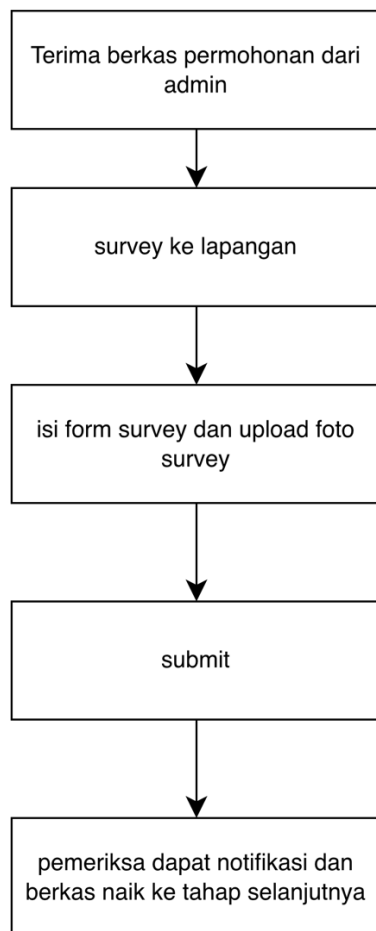 Terima berkas permohonan dari
admin
survey ke lapangan
isi form survey dan upload foto
survey
submit
pemeriksa dapat notifikasi dan
berkas naik ke tahap selanjutnya